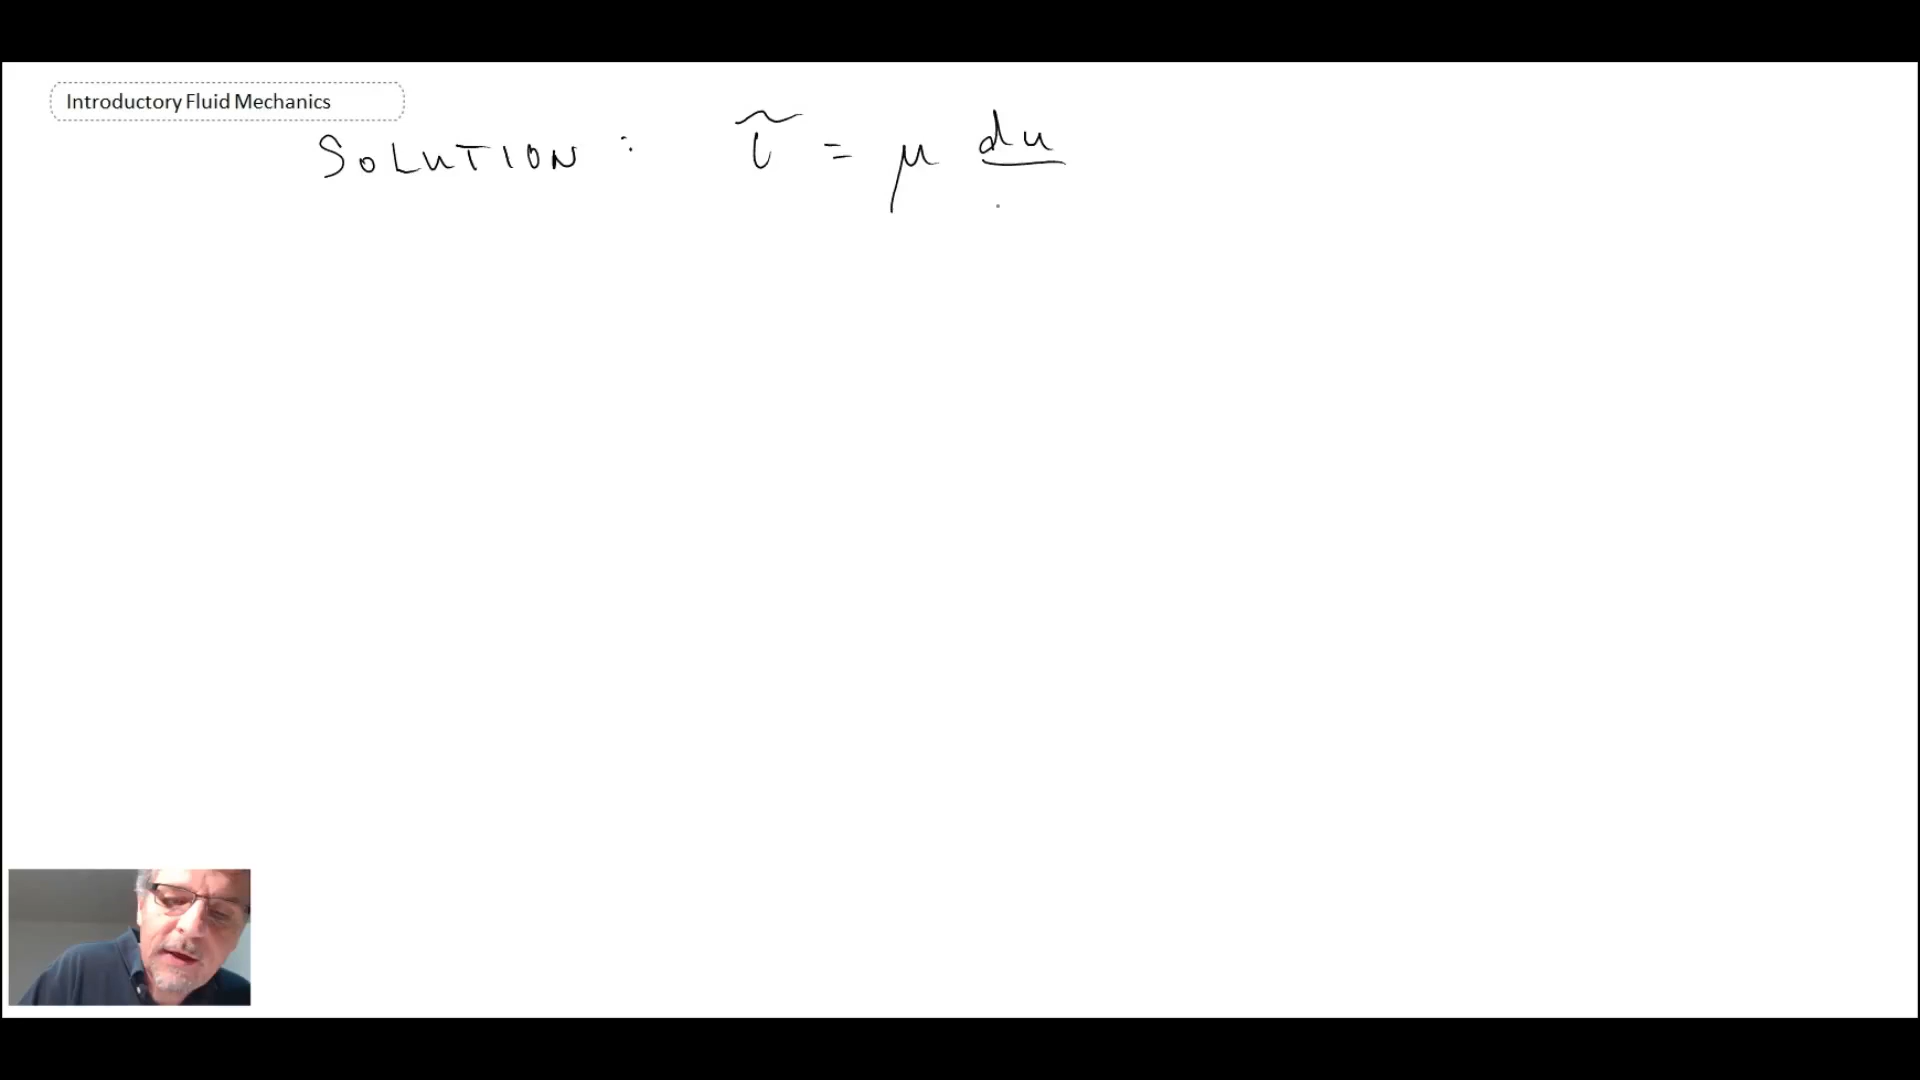 Introductory Fluid Mechanics
SOLUTION : τ = μ du